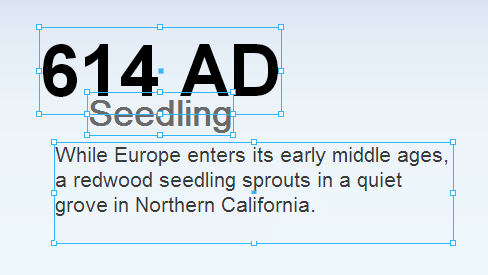 614 AD
Seedling
While Europe enters its early middle ages,
a redwood seedling sprouts in a quiet
grove in Northern California.